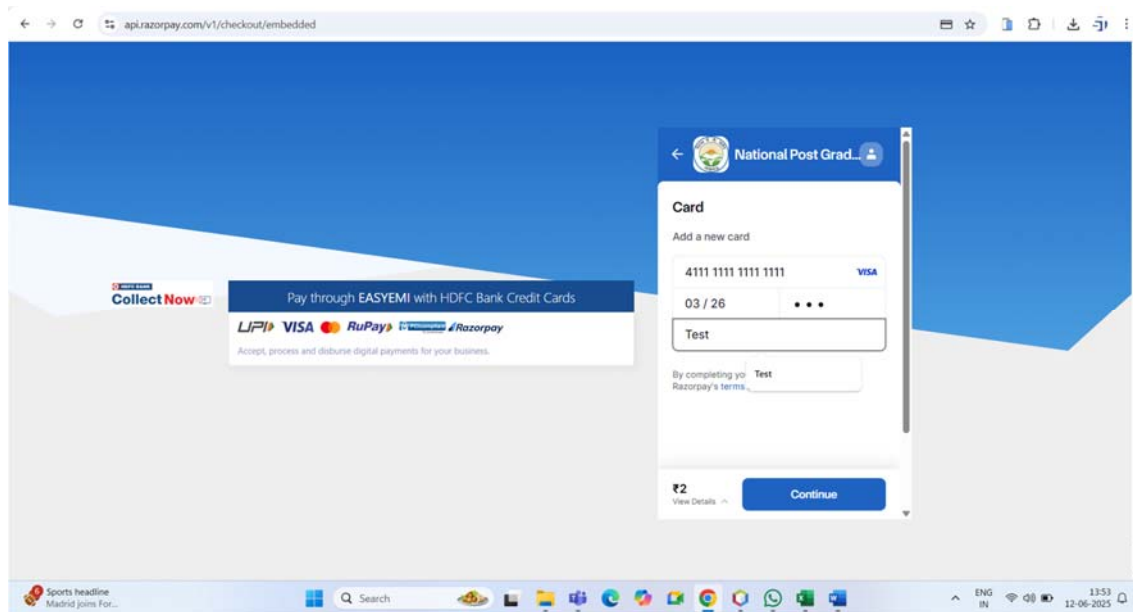 api.razorpay.com/v1/checkout/embedded
National Post Grad...
Card
Add a new card
4111 1111 1111 1111 VISA
03 / 26 •••
Test
By completing yo Test
Razorpay's terms
₹2
View Details
Continue
HDFC BANK
Collect Now
Pay through EASYEMI with HDFC Bank Credit Cards
UPI VISA RuPay Razorpay
Accept, process and disburse digital payments for your business.
Sports headline
Madrid joins For...
Search
ENG
IN
13:53
12-06-2025